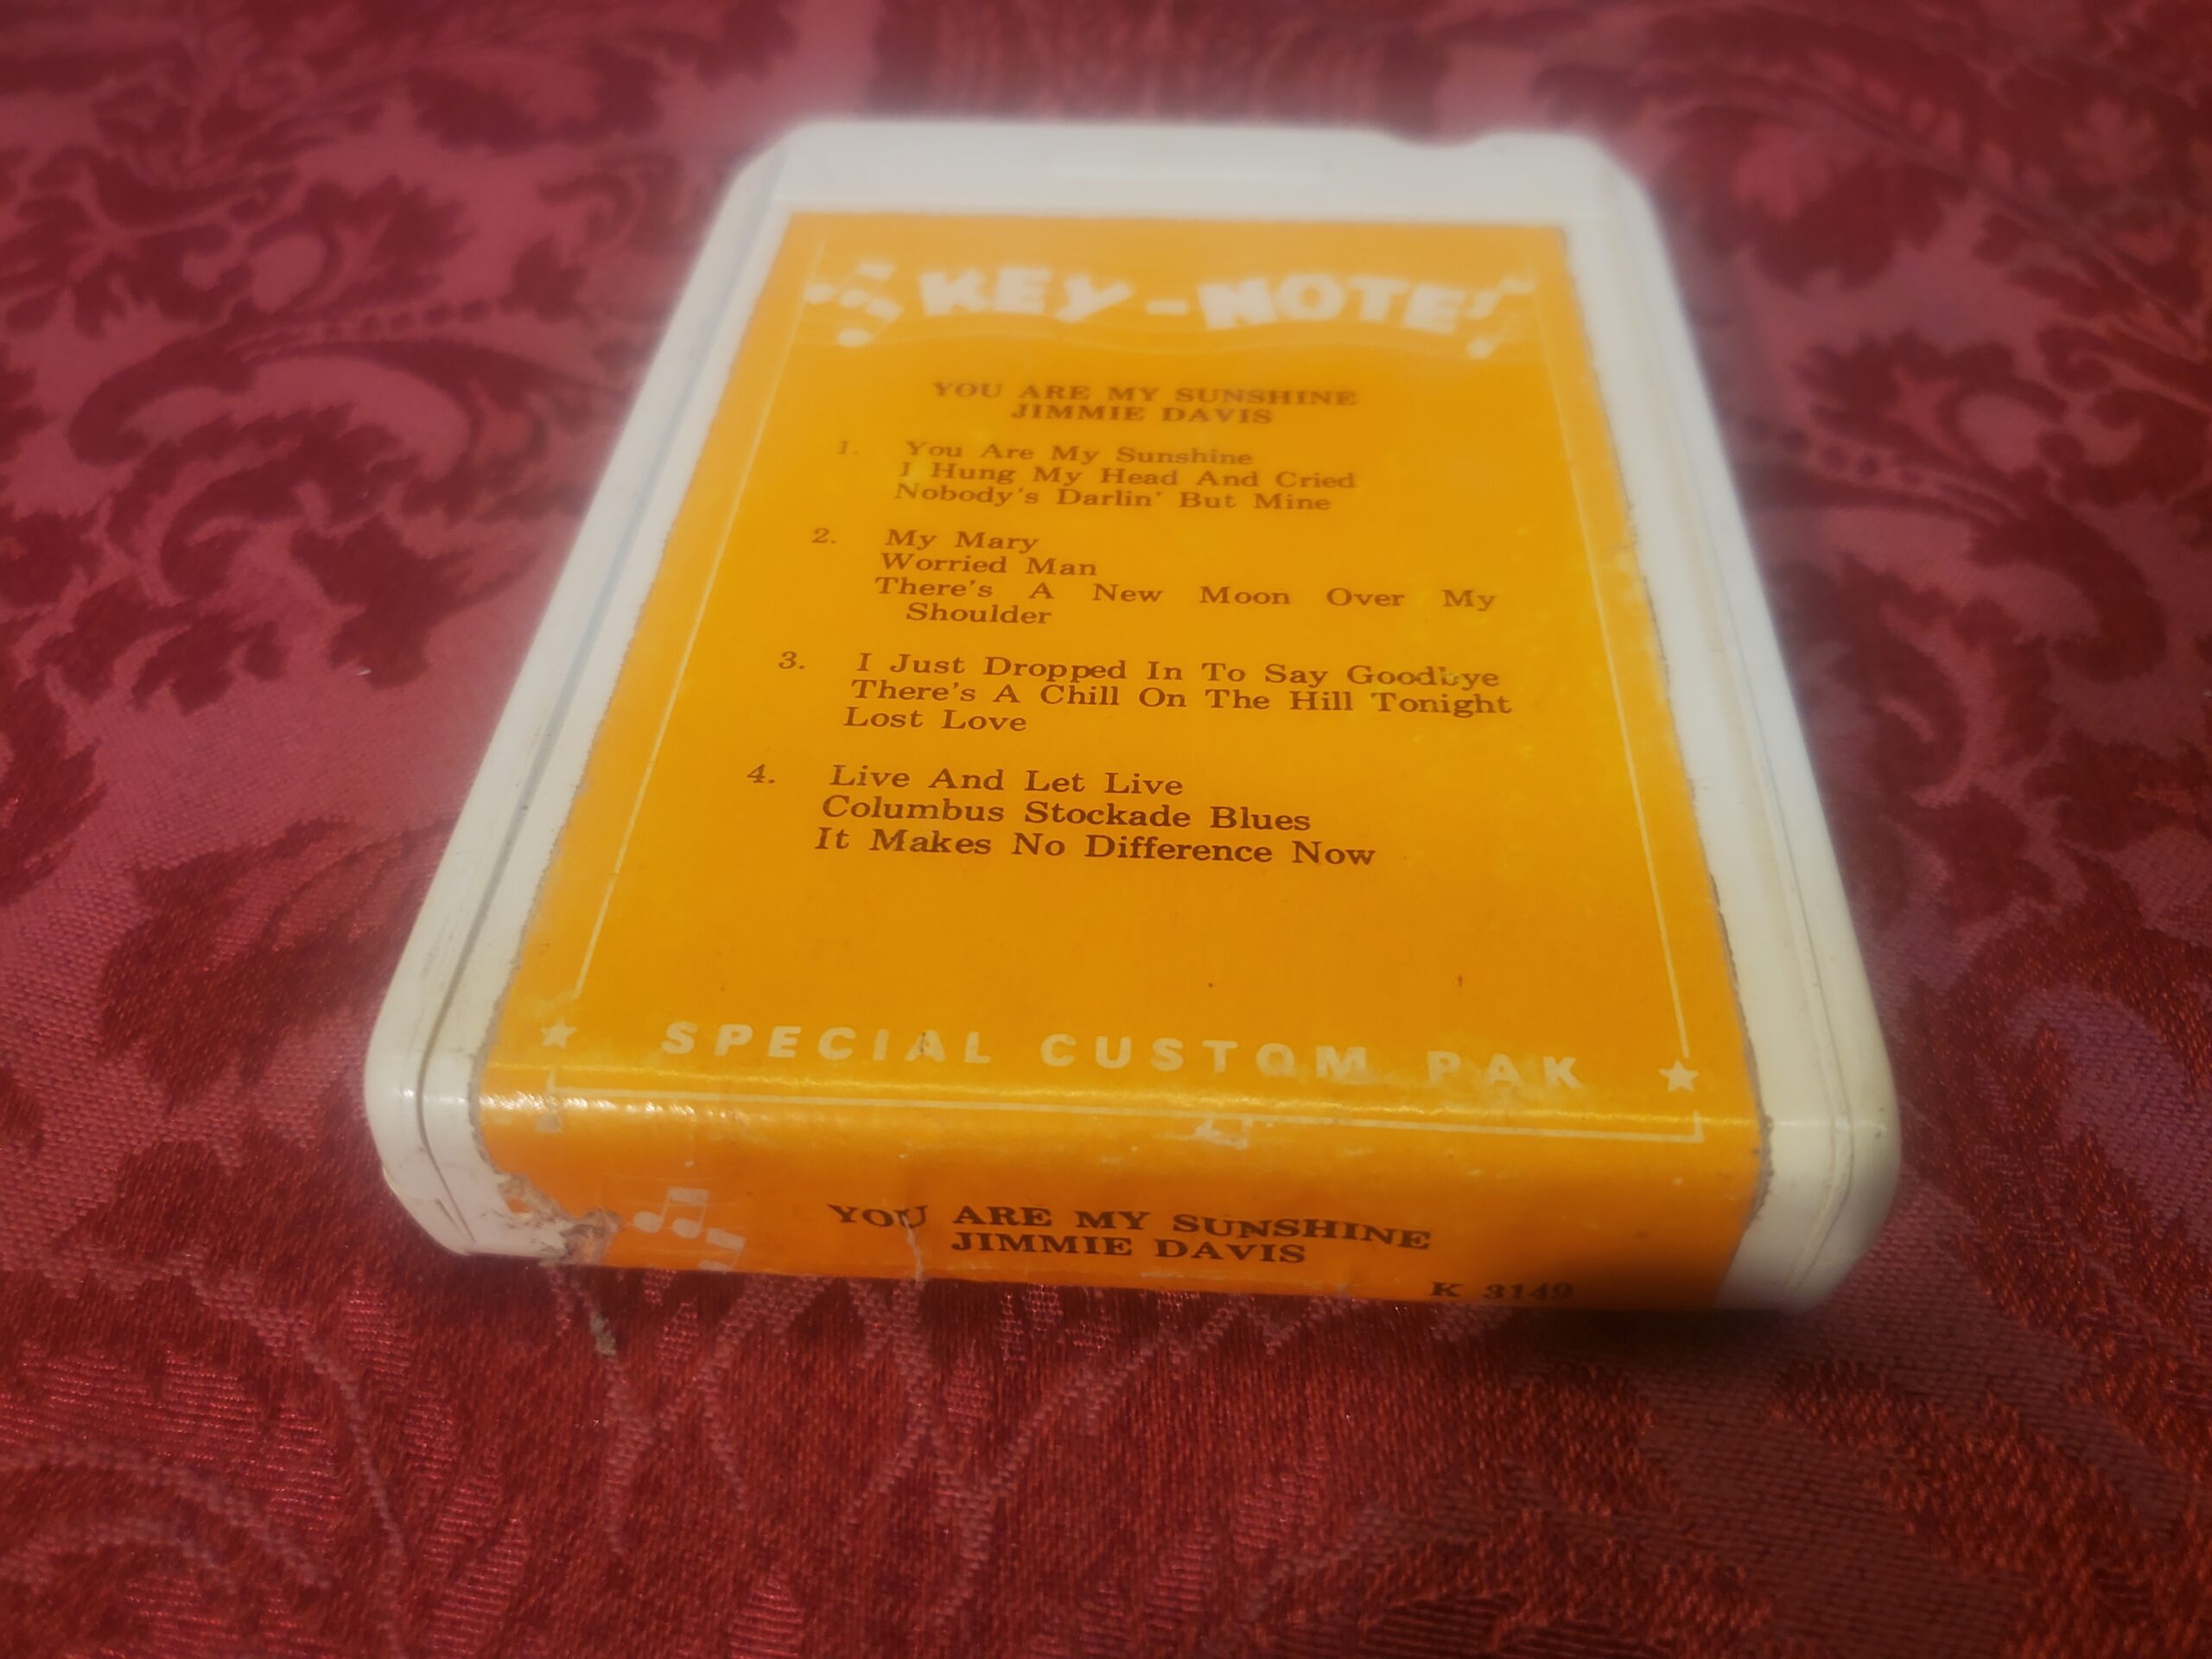 KEY-NOTE
YOU ARE MY SUNSHINE
JIMMIE DAVIS
1. You Are My Sunshine
I Hung My Head And Cried
Nobody's Darlin' But Mine
2. My Mary
Worried Man
There's A New Moon Over My
Shoulder
3. I Just Dropped In To Say Goodbye
There's A Chill On The Hill Tonight
Lost Love
4. Live And Let Live
Columbus Stockade Blues
It Makes No Difference Now
SPECIAL CUSTOM PAK
YOU ARE MY SUNSHINE
JIMMIE DAVIS
K 3149